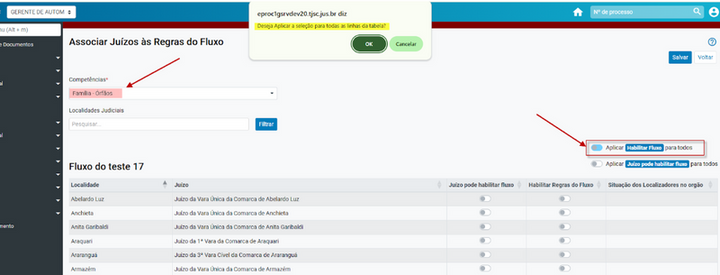 GERENTE DE AUTOM
Nº de processo
nu (Alt + m)
e Documentos
eproc1gsrvdev20.tjsc.jus.br diz
Deseja Aplicar a seleção para todas as linhas da tabela?
OK Cancelar
Associar Juízos às Regras do Fluxo
Salvar Voltar
Competências*
Família - Órfãos
Localidades Judiciais
Pesquisar... Filtrar
Aplicar Habilitar Fluxo para todos
Aplicar Juízo pode habilitar fluxo para todos
Fluxo do teste 17
Localidade Juízo Juízo pode habilitar fluxo Habilitar Regras do Fluxo Situação dos Localizadores no órgão
Abelardo Luz Juízo da Vara Única da Comarca de Abelardo Luz
Anchieta Juízo da Vara Única da Comarca de Anchieta
Anita Garibaldi Juízo da Vara Única da Comarca de Anita Garibaldi
Araquari Juízo da 1ª Vara da Comarca de Araquari
Araranguá Juízo da 3ª Vara Cível da Comarca de Araranguá
Armazém Juízo da Vara Única da Comarca de Armazém